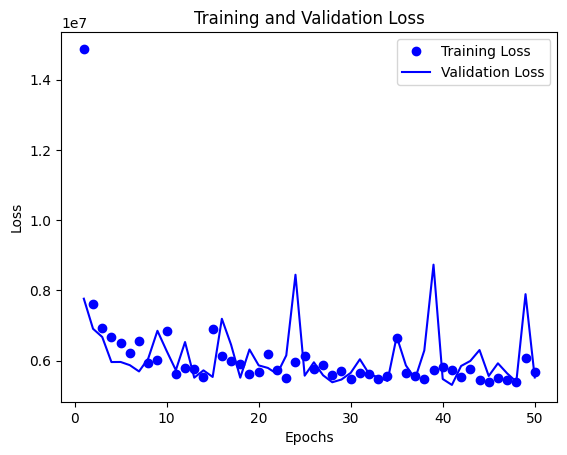 Training and Validation Loss
1e7
Training Loss
Validation Loss
1.4
1.2
1.0
0.8
0.6
Loss
0
10
20
30
40
50
Epochs